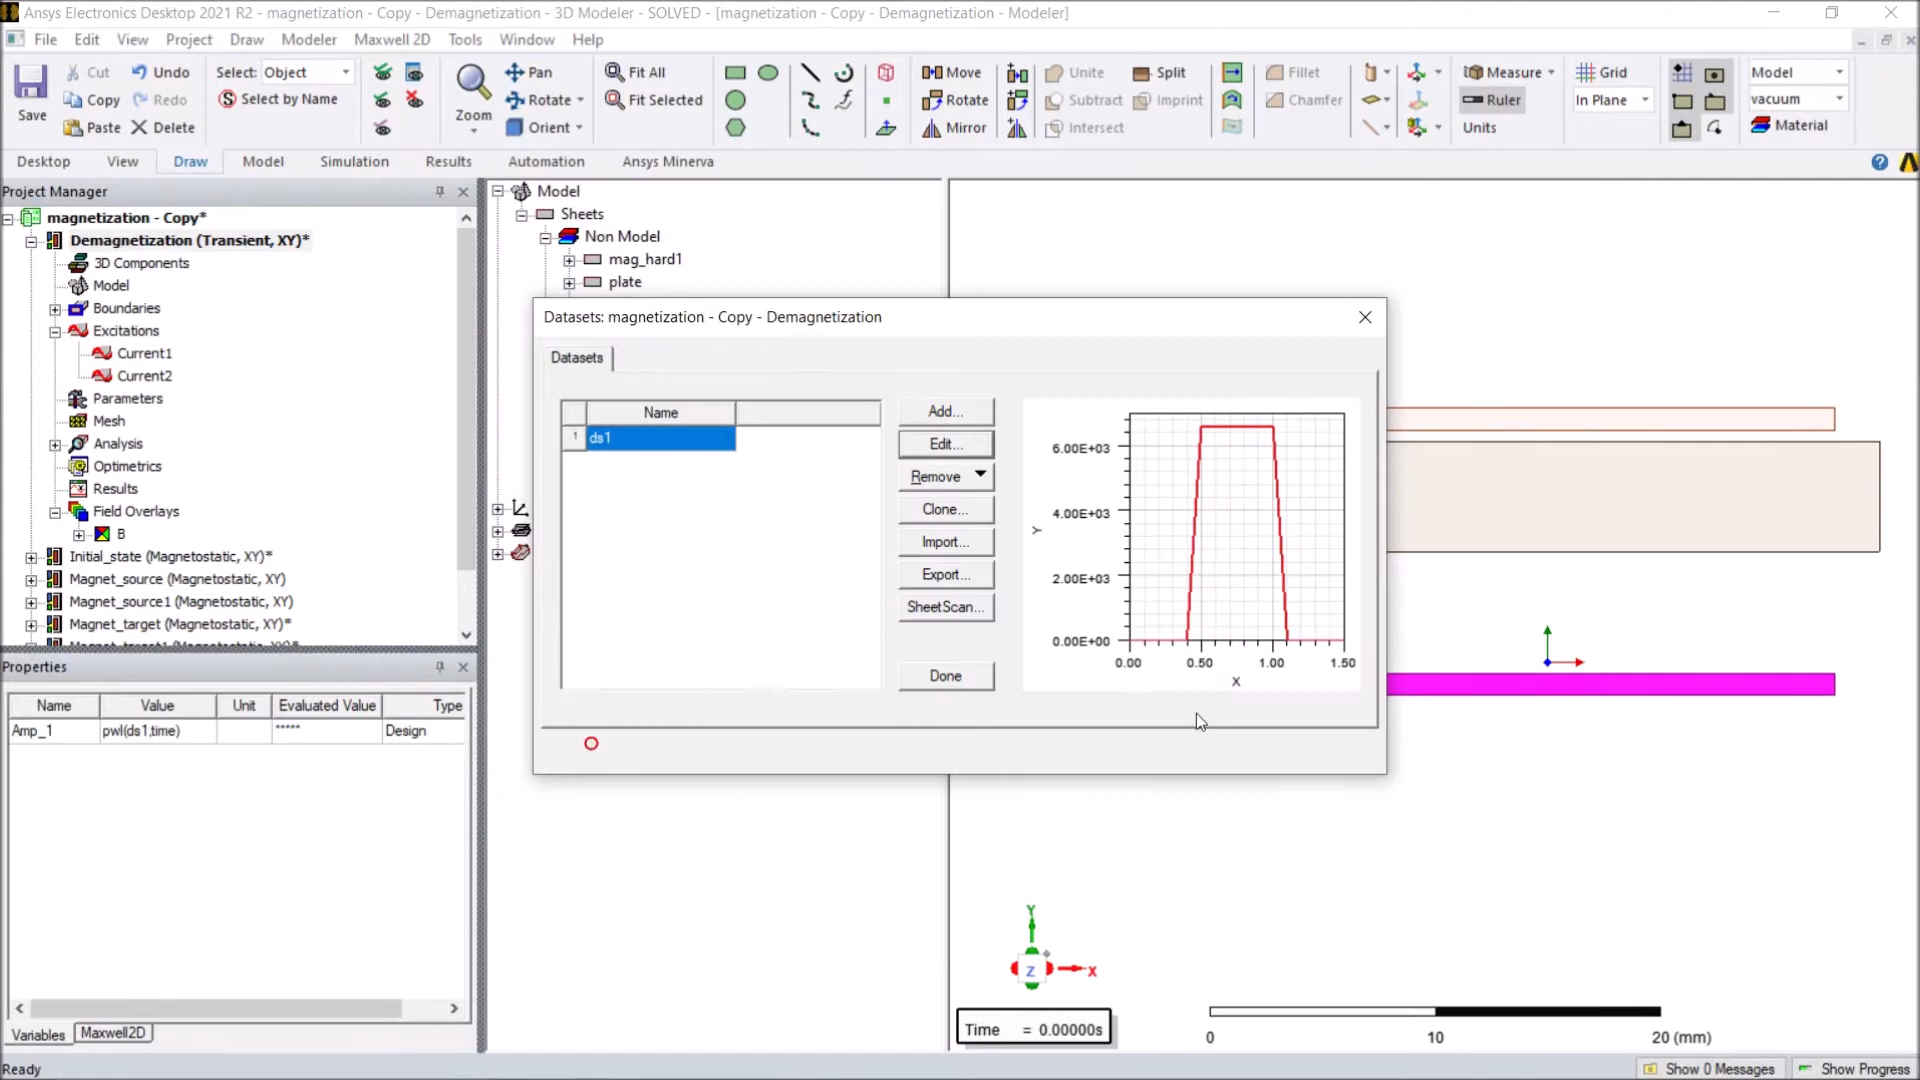 Ansys Electronics Desktop 2021 R2 - magnetization - Copy - Demagnetization - 3D Modeler - SOLVED - [magnetization - Copy - Demagnetization - Modeler]
File Edit View Project Draw Modeler Maxwell 2D Tools Window Help
Save
Cut Undo
Copy Redo
Paste Delete
Select: Object
Select by Name
Zoom
Pan
Rotate
Orient
Fit All
Fit Selected
Move
Rotate
Mirror
Unite Split
Subtract Imprint
Intersect
Fillet
Chamfer
Measure
Ruler
Units
Grid
In Plane
Model
vacuum
Material
Desktop View Draw Model Simulation Results Automation Ansys Minerva
Project Manager
magnetization - Copy*
Demagnetization (Transient, XY)*
3D Components
Model
Boundaries
Excitations
Current1
Current2
Parameters
Mesh
Analysis
Optimetrics
Results
Field Overlays
B
Initial_state (Magnetostatic, XY)*
Magnet_source (Magnetostatic, XY)
Magnet_source1 (Magnetostatic, XY)
Magnet_target (Magnetostatic, XY)*
Model
Sheets
Non Model
mag_hard1
plate
Datasets: magnetization - Copy - Demagnetization
Datasets
Name
1 ds1
Add...
Edit...
Remove
Clone...
Import...
Export...
SheetScan...
Done
6.00E+03
4.00E+03
Y
2.00E+03
0.00E+00
0.00 0.50 1.00 1.50
X
Properties
Name Value Unit Evaluated Value Type
Amp_1 pwl(ds1,time) ***** Design
Variables Maxwell2D
Y
Z X
Time = 0.00000s
0 10 20 (mm)
Ready
Show 0 Messages Show Progress